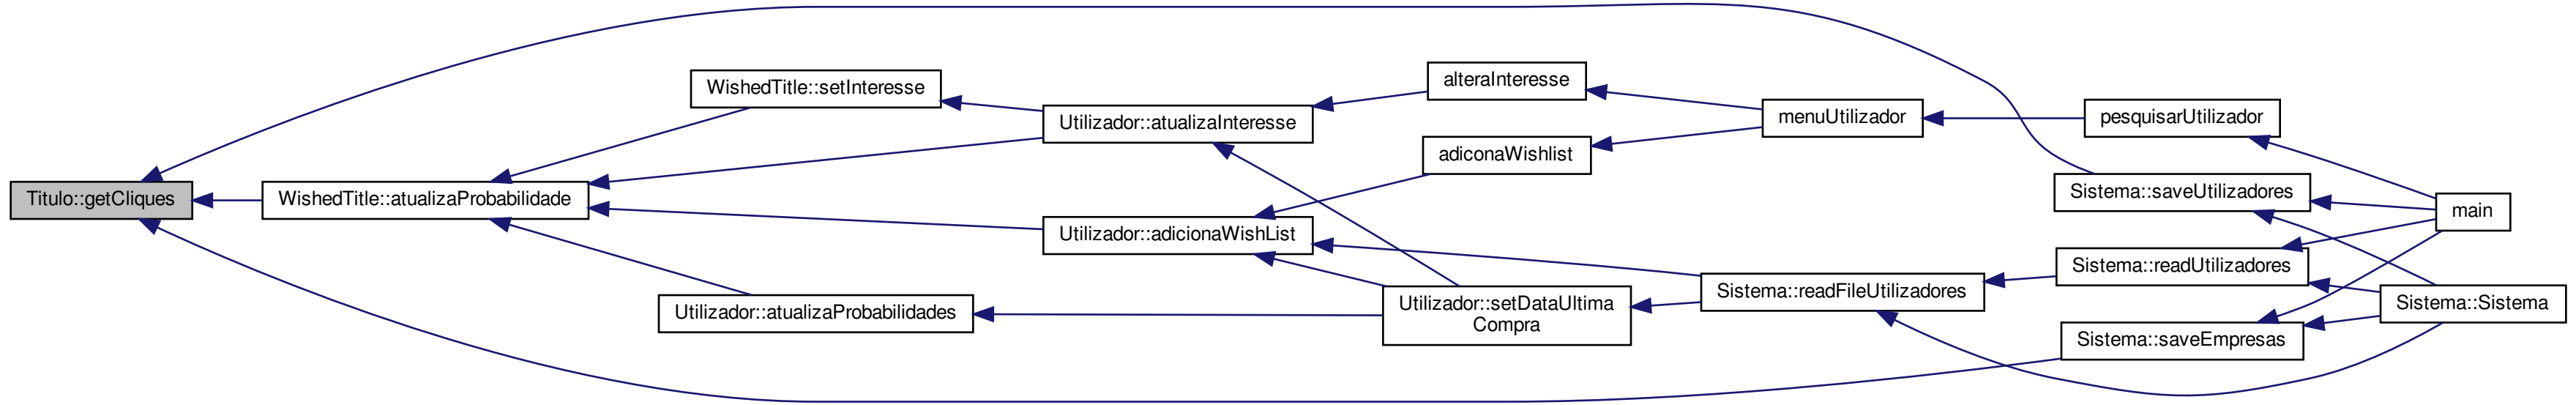 Titulo::getCliques
WishedTitle::atualizaProbabilidade
WishedTitle::setInteresse
Utilizador::atualizaProbabilidades
Utilizador::atualizaInteresse
Utilizador::adicionaWishList
alteraInteresse
adiconaWishlist
Utilizador::setDataUltima
Compra
menuUtilizador
Sistema::readFileUtilizadores
pesquisarUtilizador
Sistema::saveUtilizadores
Sistema::readUtilizadores
Sistema::saveEmpresas
main
Sistema::Sistema